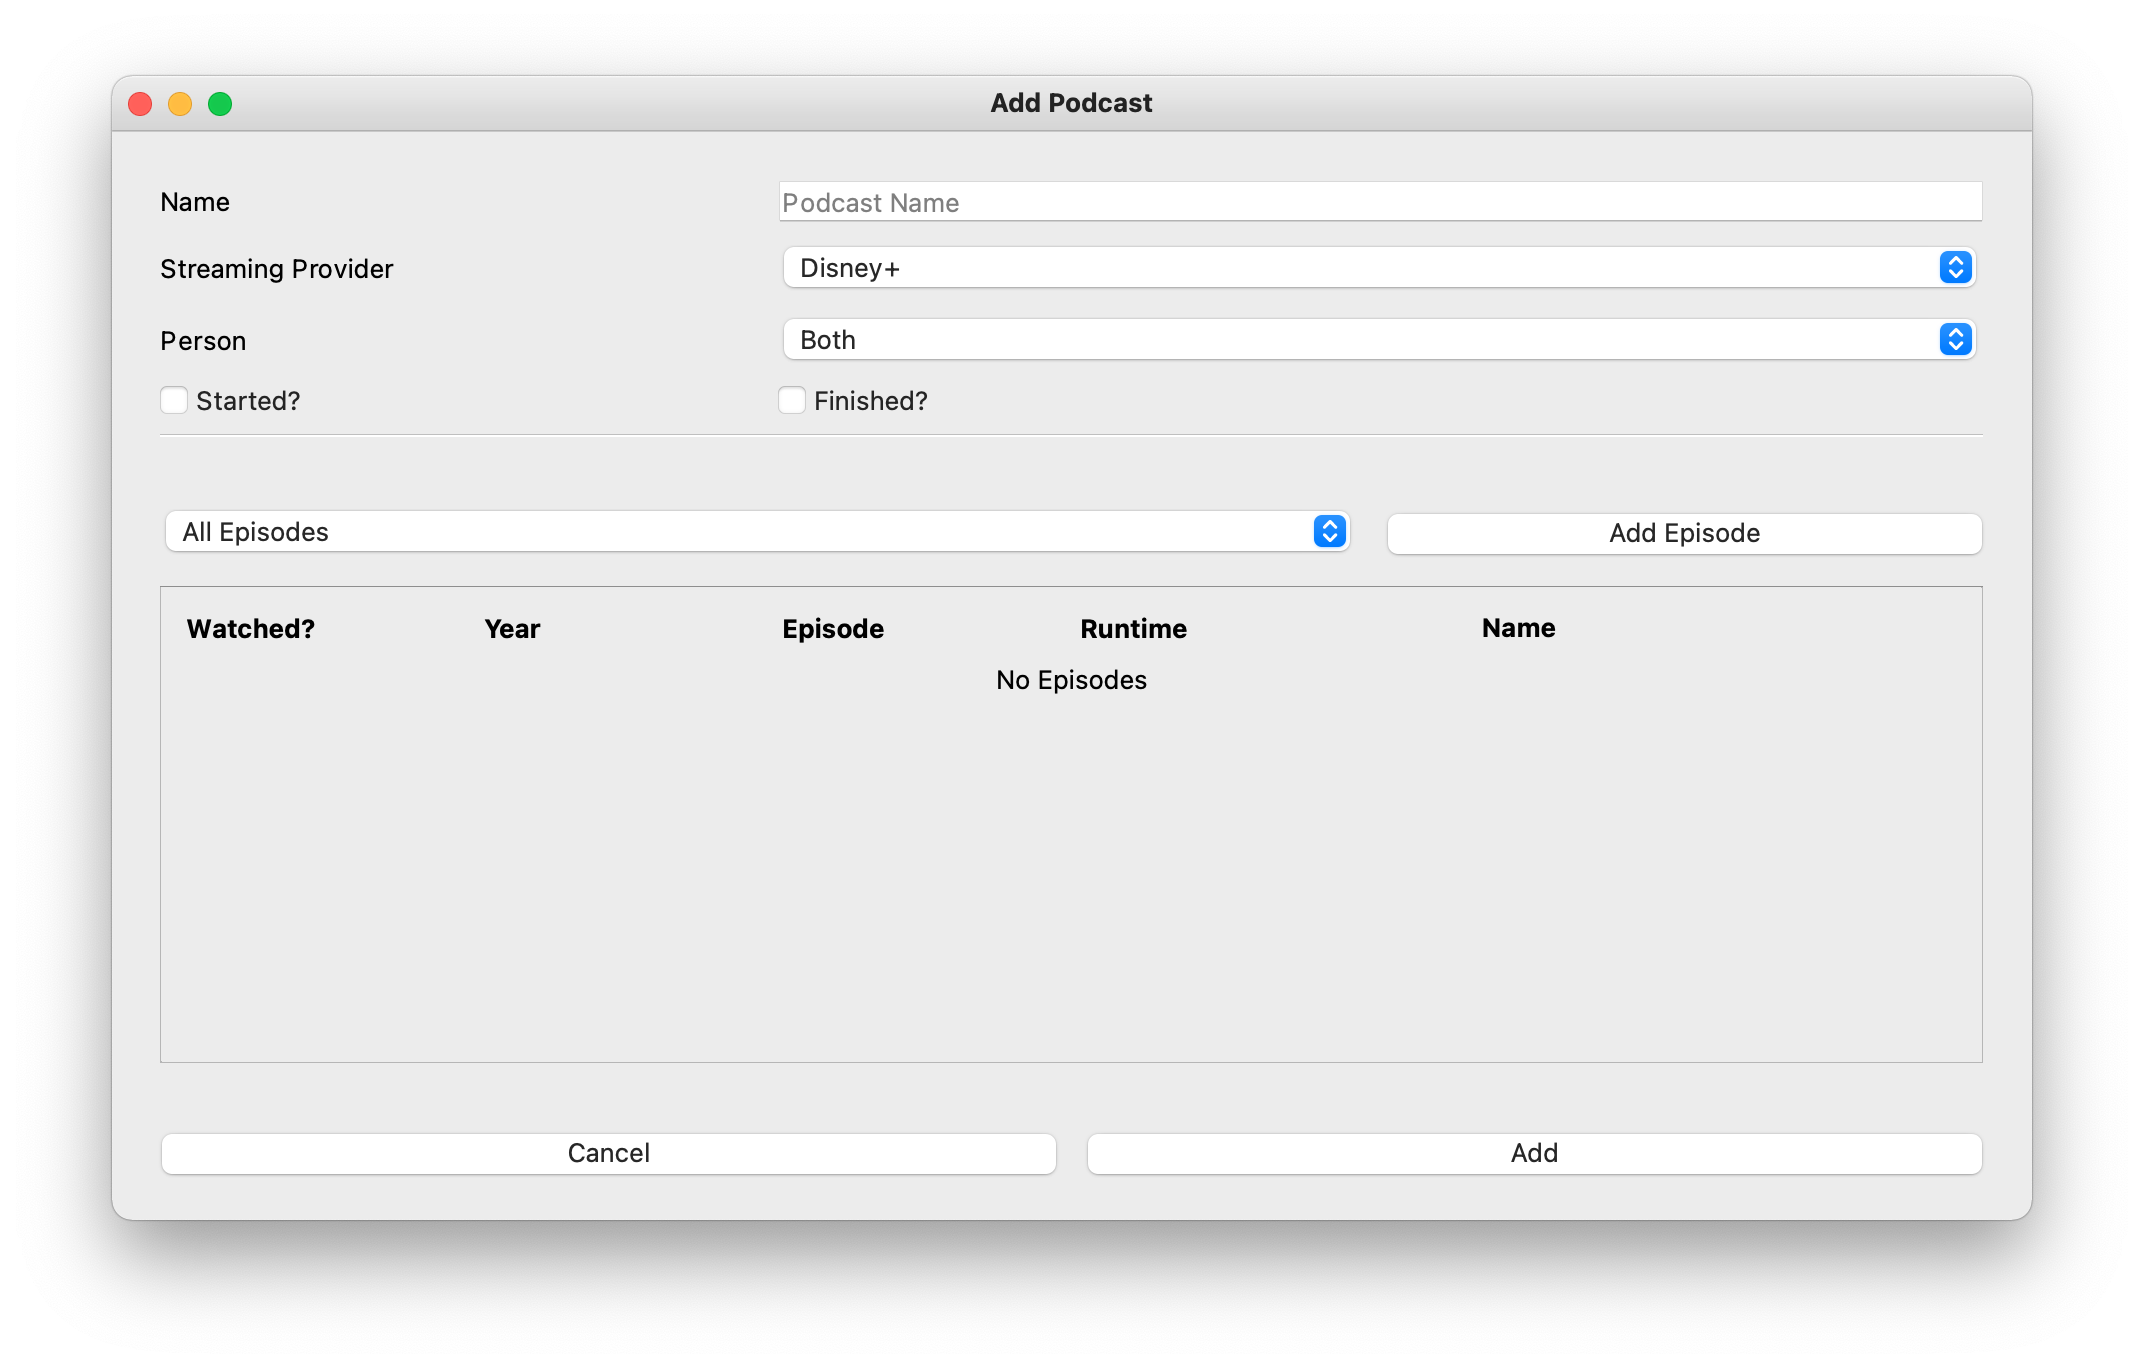 Add Podcast
Name Podcast Name
Streaming Provider Disney+
Person Both
Started? Finished?
All Episodes Add Episode
Watched? Year Episode Runtime Name
No Episodes
Cancel Add